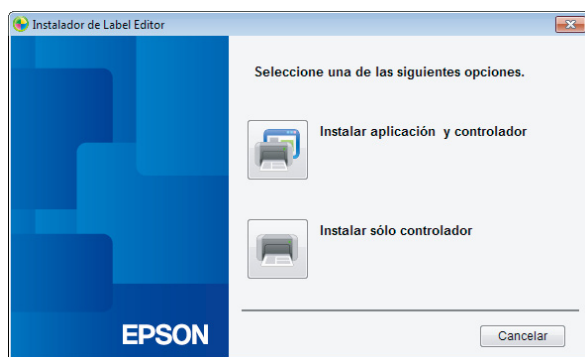 Instalador de Label Editor
Seleccione una de las siguientes opciones.
Instalar aplicación y controlador
Instalar sólo controlador
EPSON
Cancelar